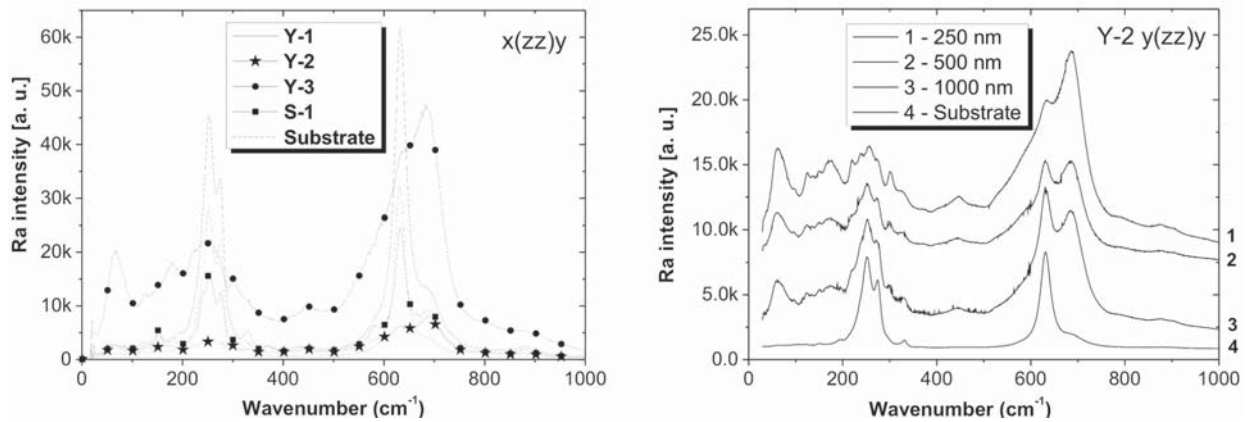 x(zz)y
Y-1
Y-2
Y-3
S-1
Substrate
Ra intensity [a. u.]
60k
50k
40k
30k
20k
10k
0
0 200 400 600 800 1000
Wavenumber (cm⁻¹)
Y-2 y(zz)y
1 - 250 nm
2 - 500 nm
3 - 1000 nm
4 - Substrate
Ra intensity [a. u.]
25.0k
20.0k
15.0k
10.0k
5.0k
0.0
1
2
3
4
0 200 400 600 800 1000
Wavenumber (cm⁻¹)